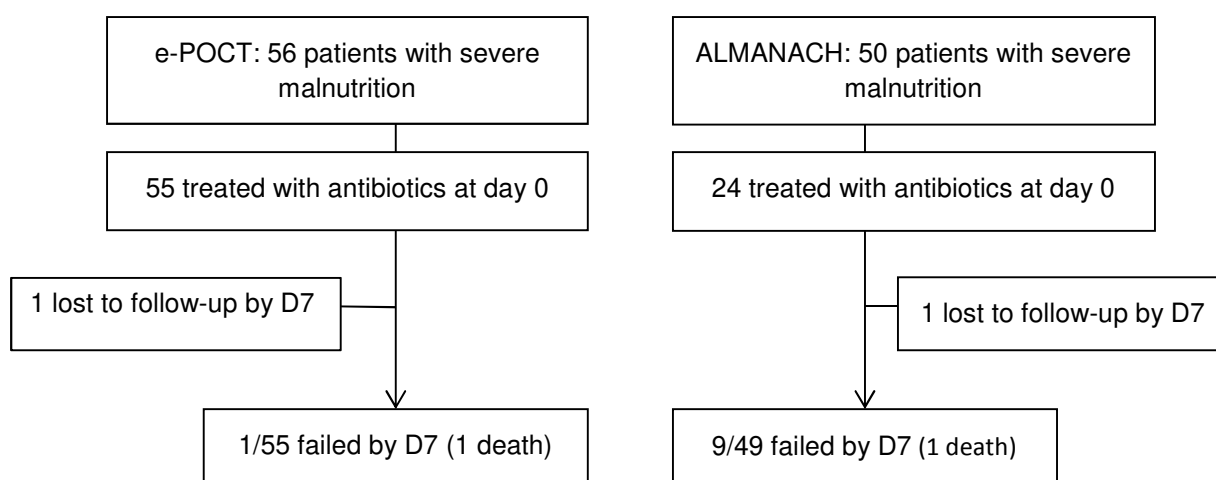 e-POCT: 56 patients with severe
malnutrition
55 treated with antibiotics at day 0
1 lost to follow-up by D7
1/55 failed by D7 (1 death)
ALMANACH: 50 patients with severe
malnutrition
24 treated with antibiotics at day 0
1 lost to follow-up by D7
9/49 failed by D7 (1 death)